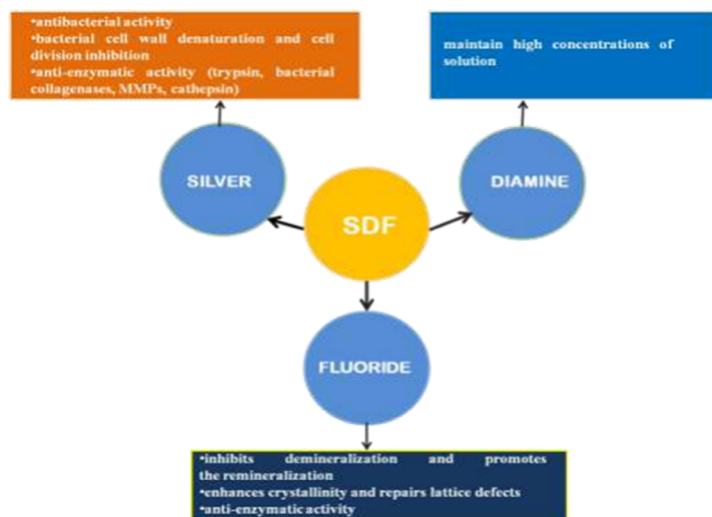 •antibacterial activity
•bacterial cell wall denaturation and cell
division inhibition
•anti-enzymatic activity (trypsin, bacterial
collagenases, MMPs, cathepsin)
maintain high concentrations of
solution
SILVER
DIAMINE
SDF
FLUORIDE
•inhibits demineralization and promotes
the remineralization
•enhances crystallinity and repairs lattice defects
•anti-enzymatic activity